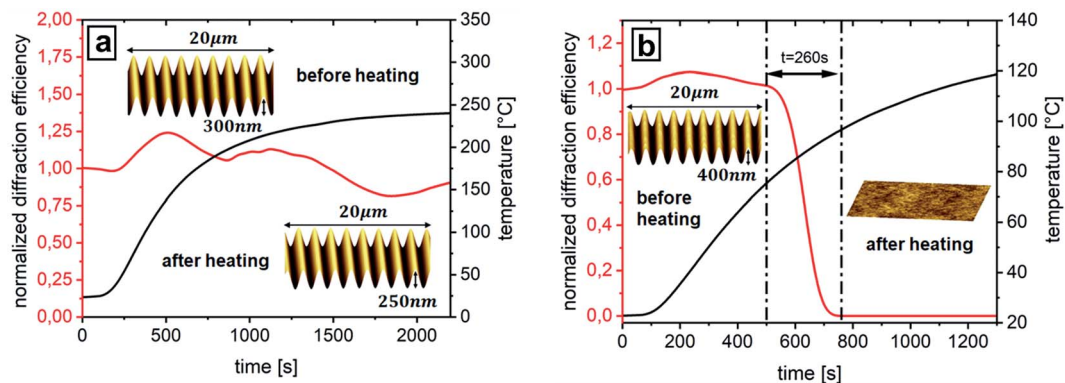 a
20μm
before heating
300nm
20μm
after heating
250nm
normalized diffraction efficiency
2,00
1,75
1,50
1,25
1,00
0,75
0,50
0,25
0,00
temperature [°C]
350
300
250
200
150
100
50
0
0 500 1000 1500 2000
time [s]
b
t=260s
20μm
400nm
before
heating
after heating
normalized diffraction efficiency
1,2
1,0
0,8
0,6
0,4
0,2
0,0
temperature [°C]
140
120
100
80
60
40
20
0 200 400 600 800 1000 1200
time [s]